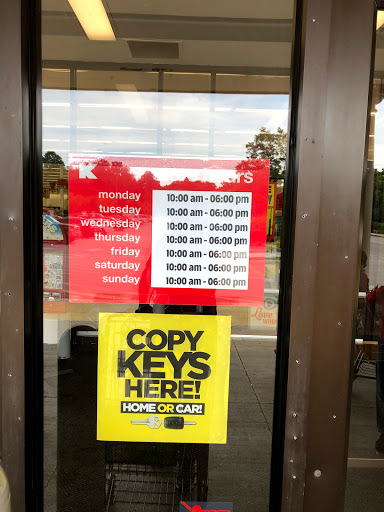 K
monday 10:00 am - 06:00 pm
tuesday 10:00 am - 06:00 pm
wednesday 10:00 am - 06:00 pm
thursday 10:00 am - 06:00 pm
friday 10:00 am - 06:00 pm
saturday 10:00 am - 06:00 pm
sunday 10:00 am - 06:00 pm
COPY
KEYS
HERE!
HOME OR CAR!